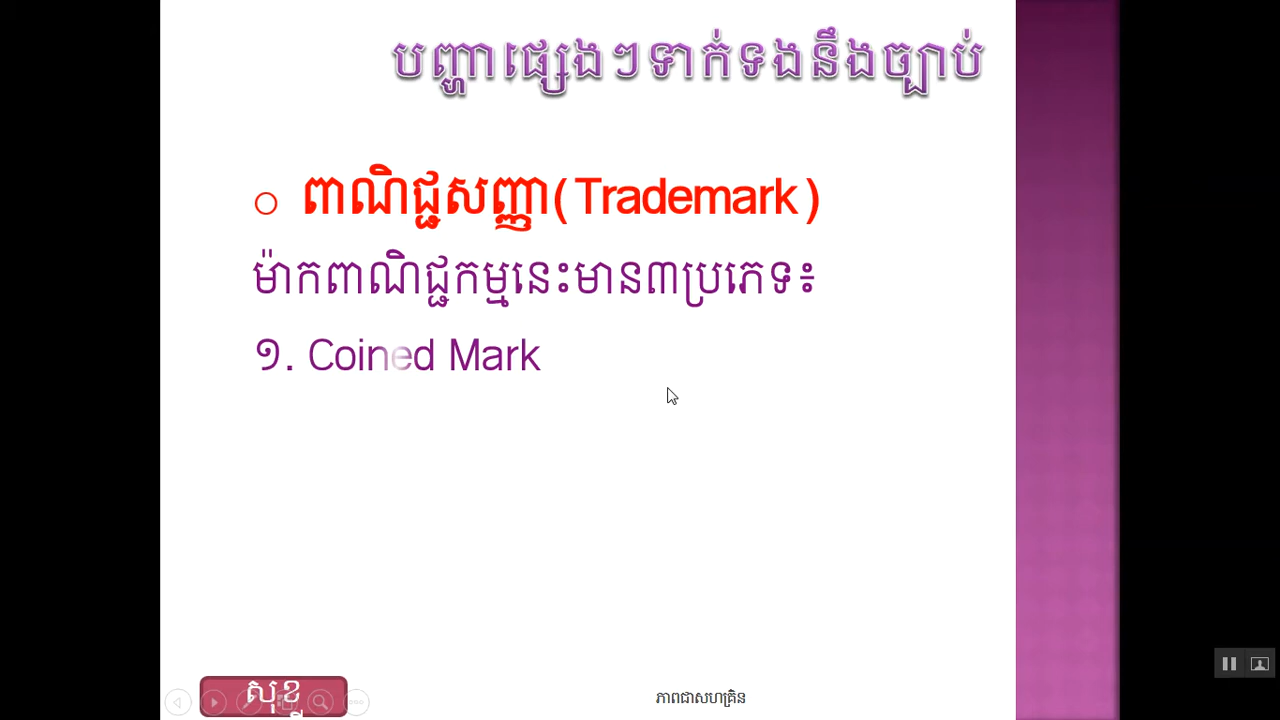 បញ្ហាផ្សេងៗទាក់ទងនឹងច្បាប់
ពាណិជ្ជសញ្ញា(Trademark)
ម៉ាកពាណិជ្ជកម្មនេះមាន៣ប្រភេទ៖
១. Coined Mark
ភាពជាសហគ្រិន